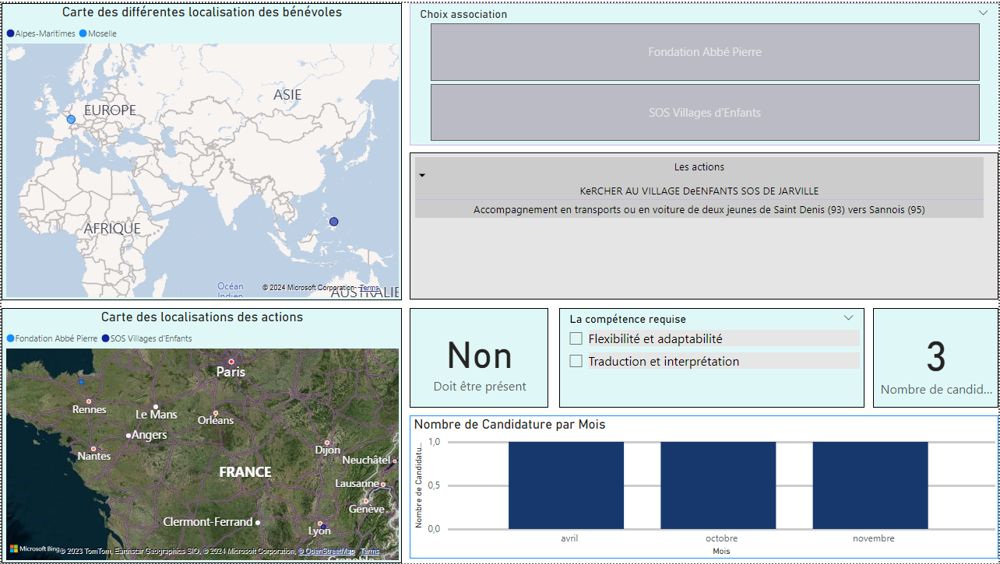 Carte des différentes localisation des bénévoles
Alpes-Maritimes Moselle
ASIE
EUROPE
AFRIQUE
Océan
Indien
© 2024 Microsoft Corporation Terms
AUSTRALIE
Choix association
Fondation Abbé Pierre
SOS Villages d'Enfants
Les actions
KeRCHER AU VILLAGE DeENFANTS SOS DE JARVILLE
Accompagnement en transports ou en voiture de deux jeunes de Saint Denis (93) vers Sannois (95)
Carte des localisations des actions
Fondation Abbé Pierre SOS Villages d'Enfants
Paris
Rennes
Le Mans
Orléans
Angers
Nantes
Dijon
Neuchâtel
FRANCE
Lausanne
Genève
Clermont-Ferrand
Lyon
Grenoble
Microsoft Bing
© 2023 TomTom, Earthstar Geographics SIO, © 2024 Microsoft Corporation, © OpenStreetMap Terms
Non
Doit être présent
La compétence requise
Flexibilité et adaptabilité
Traduction et interprétation
3
Nombre de candid...
Nombre de Candidature par Mois
Nombre de Candidatu...
1,0
0,5
0,0
avril
octobre
novembre
Mois